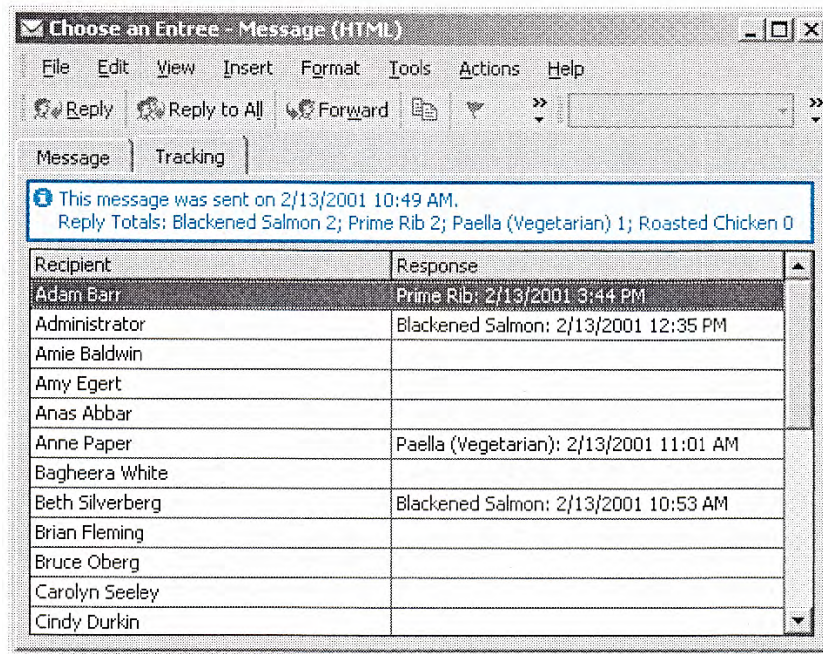 Choose an Entree - Message (HTML)
File Edit View Insert Format Tools Actions Help
Reply Reply to All Forward
Message Tracking
This message was sent on 2/13/2001 10:49 AM.
Reply Totals: Blackened Salmon 2; Prime Rib 2; Paella (Vegetarian) 1; Roasted Chicken 0
Recipient Response
Adam Barr Prime Rib: 2/13/2001 3:44 PM
Administrator Blackened Salmon: 2/13/2001 12:35 PM
Amie Baldwin
Amy Egert
Anas Abbar
Anne Paper Paella (Vegetarian): 2/13/2001 11:01 AM
Bagheera White
Beth Silverberg Blackened Salmon: 2/13/2001 10:53 AM
Brian Fleming
Bruce Oberg
Carolyn Seeley
Cindy Durkin